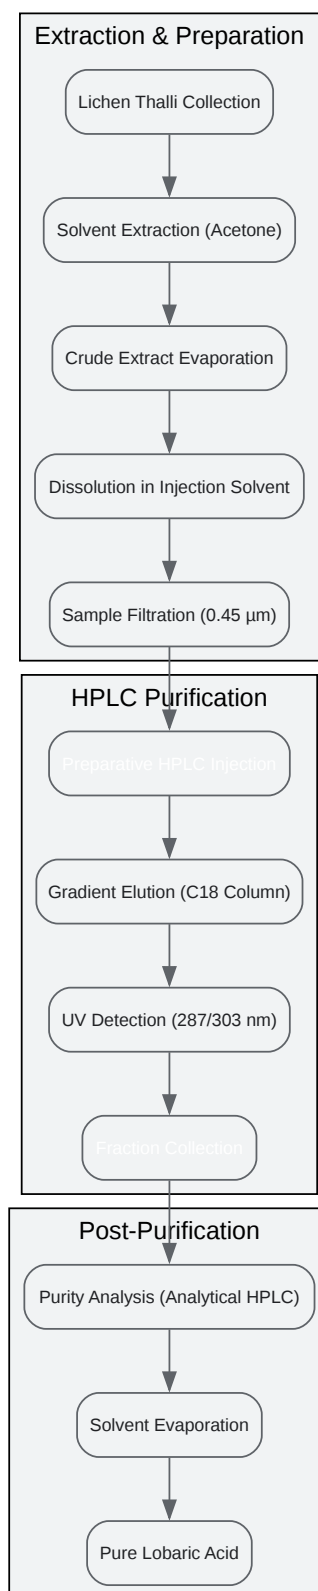 Extraction & Preparation
Lichen Thalli Collection
Solvent Extraction (Acetone)
Crude Extract Evaporation
Dissolution in Injection Solvent
Sample Filtration (0.45 µm)
HPLC Purification
Preparative HPLC Injection
Gradient Elution (C18 Column)
UV Detection (287/303 nm)
Fraction Collection
Post-Purification
Purity Analysis (Analytical HPLC)
Solvent Evaporation
Pure Lobaric Acid